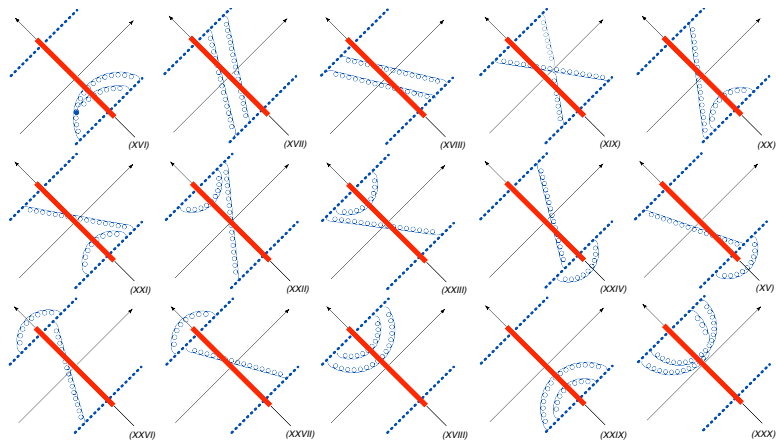 (XVI)
(XVII)
(XVIII)
(XIX)
(XX)
(XXI)
(XXII)
(XXIII)
(XXIV)
(XV)
(XXVI)
(XXVII)
(XVIII)
(XXIX)
(XXX)